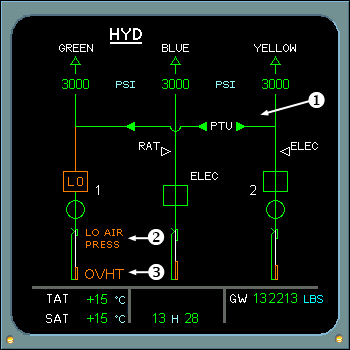 HYD
GREEN BLUE YELLOW
3000 PSI 3000 PSI 3000
1
PTU
RAT ELEC
LO 1 ELEC 2
LO AIR
PRESS 2
OVHT 3
TAT +15 °C GW 132213 LBS
SAT +15 °C 13 H 28